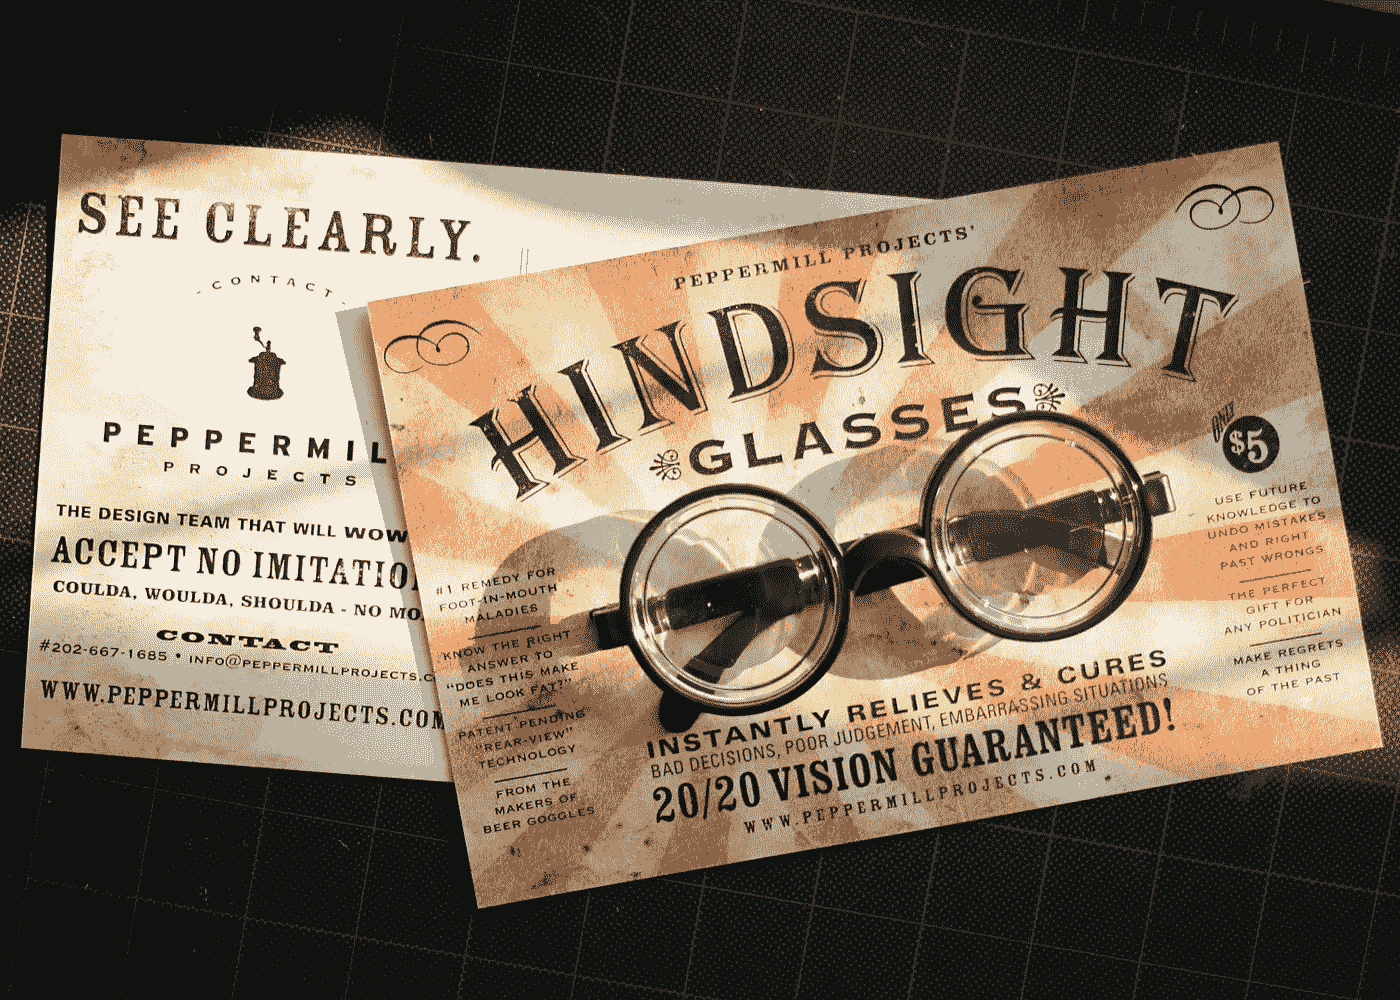 SEE CLEARLY.
- CONTACT -
PEPPERMIL
PROJECTS
THE DESIGN TEAM THAT WILL WOW
ACCEPT NO IMITATIO
COULDA, WOULDA, SHOULDA - NO MO
CONTACT
#202-667-1685 • INFO@PEPPERMILLPROJECTS.C
WWW.PEPPERMILLPROJECTS.COM
PEPPERMILL PROJECTS'
HINDSIGHT
GLASSES
ONLY
$5
#1 REMEDY FOR
FOOT-IN-MOUTH
MALADIES
KNOW THE RIGHT
ANSWER TO
"DOES THIS MAKE
ME LOOK FAT?"
PATENT PENDING
"REAR-VIEW"
TECHNOLOGY
FROM THE
MAKERS OF
BEER GOGGLES
USE FUTURE
KNOWLEDGE TO
UNDO MISTAKES
AND RIGHT
PAST WRONGS
THE PERFECT
GIFT FOR
ANY POLITICIAN
MAKE REGRETS
A THING
OF THE PAST
INSTANTLY RELIEVES & CURES
BAD DECISIONS, POOR JUDGEMENT, EMBARRASSING SITUATIONS
20/20 VISION GUARANTEED!
WWW.PEPPERMILLPROJECTS.COM